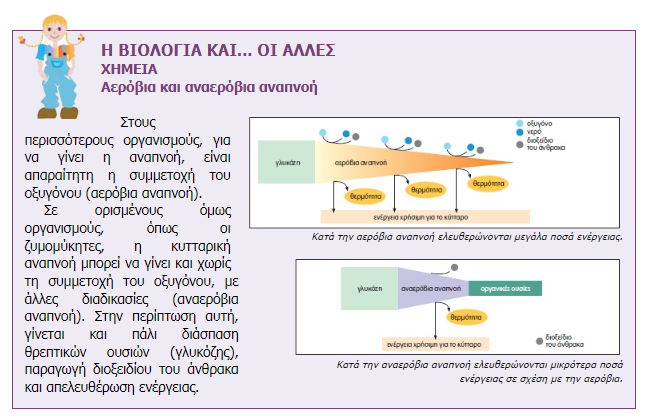 Η ΒΙΟΛΟΓΙΑ ΚΑΙ... ΟΙ ΑΛΛΕΣ
ΧΗΜΕΙΑ
Αερόβια και αναερόβια αναπνοή
Στους
περισσότερους οργανισμούς, για
να γίνει η αναπνοή, είναι
απαραίτητη η συμμετοχή του
οξυγόνου (αερόβια αναπνοή).
Σε ορισμένους όμως
οργανισμούς, όπως οι
ζυμομύκητες, η κυτταρική
αναπνοή μπορεί να γίνει και χωρίς
τη συμμετοχή του οξυγόνου, με
άλλες διαδικασίες (αναερόβια
αναπνοή). Στην περίπτωση αυτή,
γίνεται και πάλι διάσπαση
θρεπτικών ουσιών (γλυκόζης),
παραγωγή διοξειδίου του άνθρακα
και απελευθέρωση ενέργειας.
οξυγόνο
νερό
διοξείδιο
του άνθρακα
γλυκόζη
αερόβια αναπνοή
θερμότητα
θερμότητα
θερμότητα
ενέργεια χρήσιμη για το κύτταρο
Κατά την αερόβια αναπνοή ελευθερώνονται μεγάλα ποσά ενέργειας.
γλυκόζη
αναερόβια αναπνοή
οργανικές ουσίες
θερμότητα
ενέργεια χρήσιμη για το κύτταρο
διοξείδιο
του άνθρακα
Κατά την αναερόβια αναπνοή ελευθερώνονται μικρότερα ποσά
ενέργειας σε σχέση με την αερόβια.